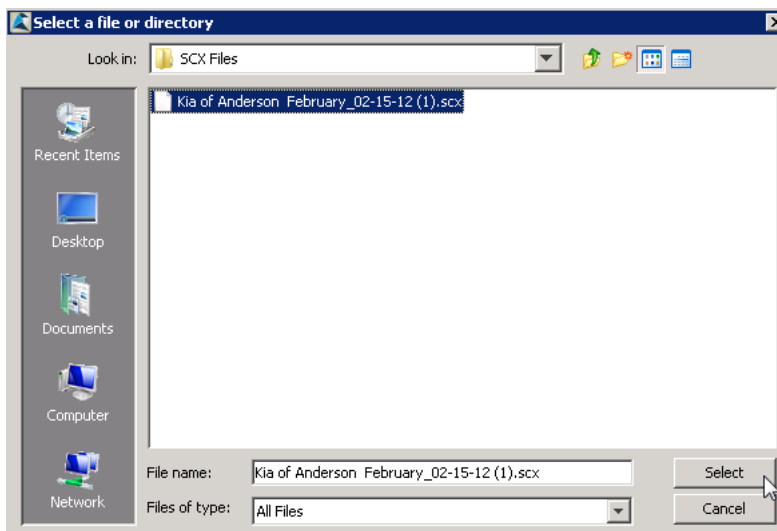 Select a file or directory
Look in: SCX Files
Kia of Anderson  February_02-15-12 (1).scx
Recent Items
Desktop
Documents
Computer
Network
File name: Kia of Anderson  February_02-15-12 (1).scx Select
Files of type: All Files Cancel